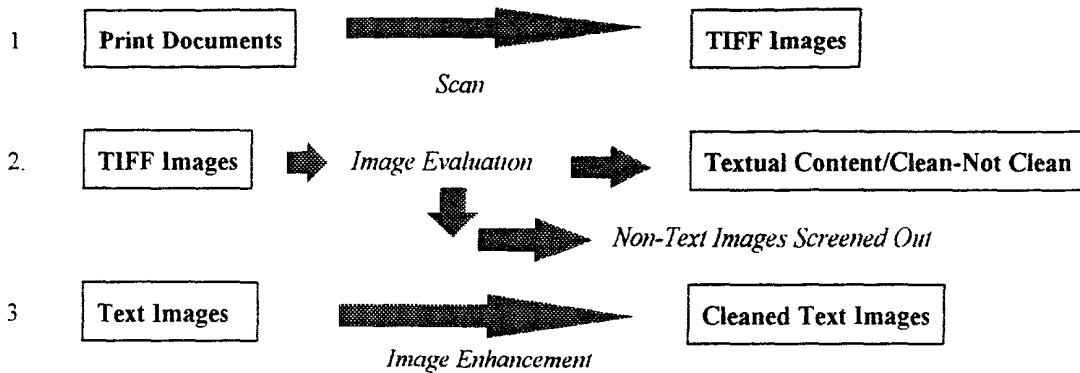 1 Print Documents TIFF Images
Scan
2. TIFF Images Image Evaluation Textual Content/Clean-Not Clean
Non-Text Images Screened Out
3 Text Images Cleaned Text Images
Image Enhancement